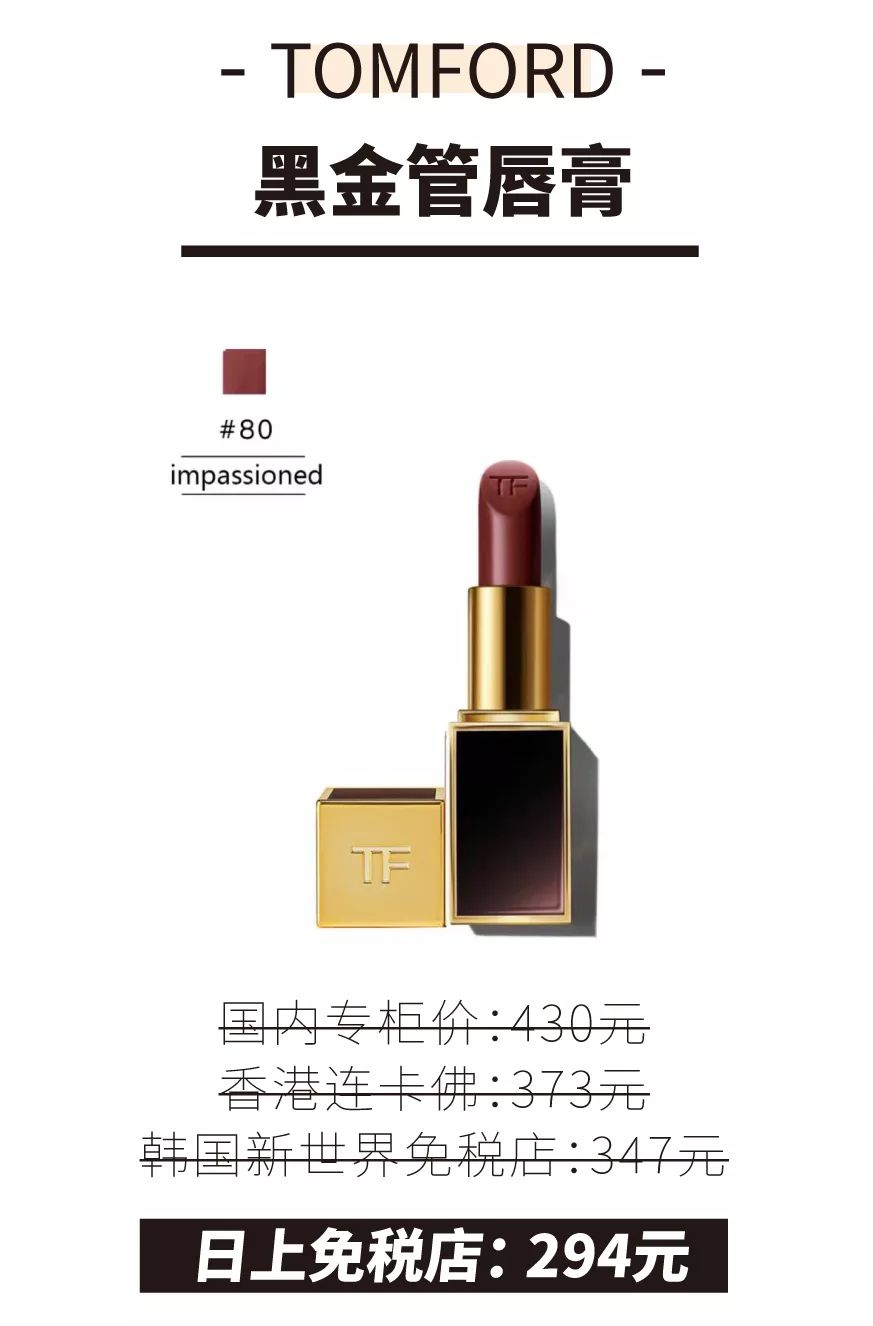 - TOMFORD -
黑金管唇膏
#80
impassioned
TF
TF
国内专柜价:430元
香港连卡佛:373元
韩国新世界免税店:347元
日上免税店:294元